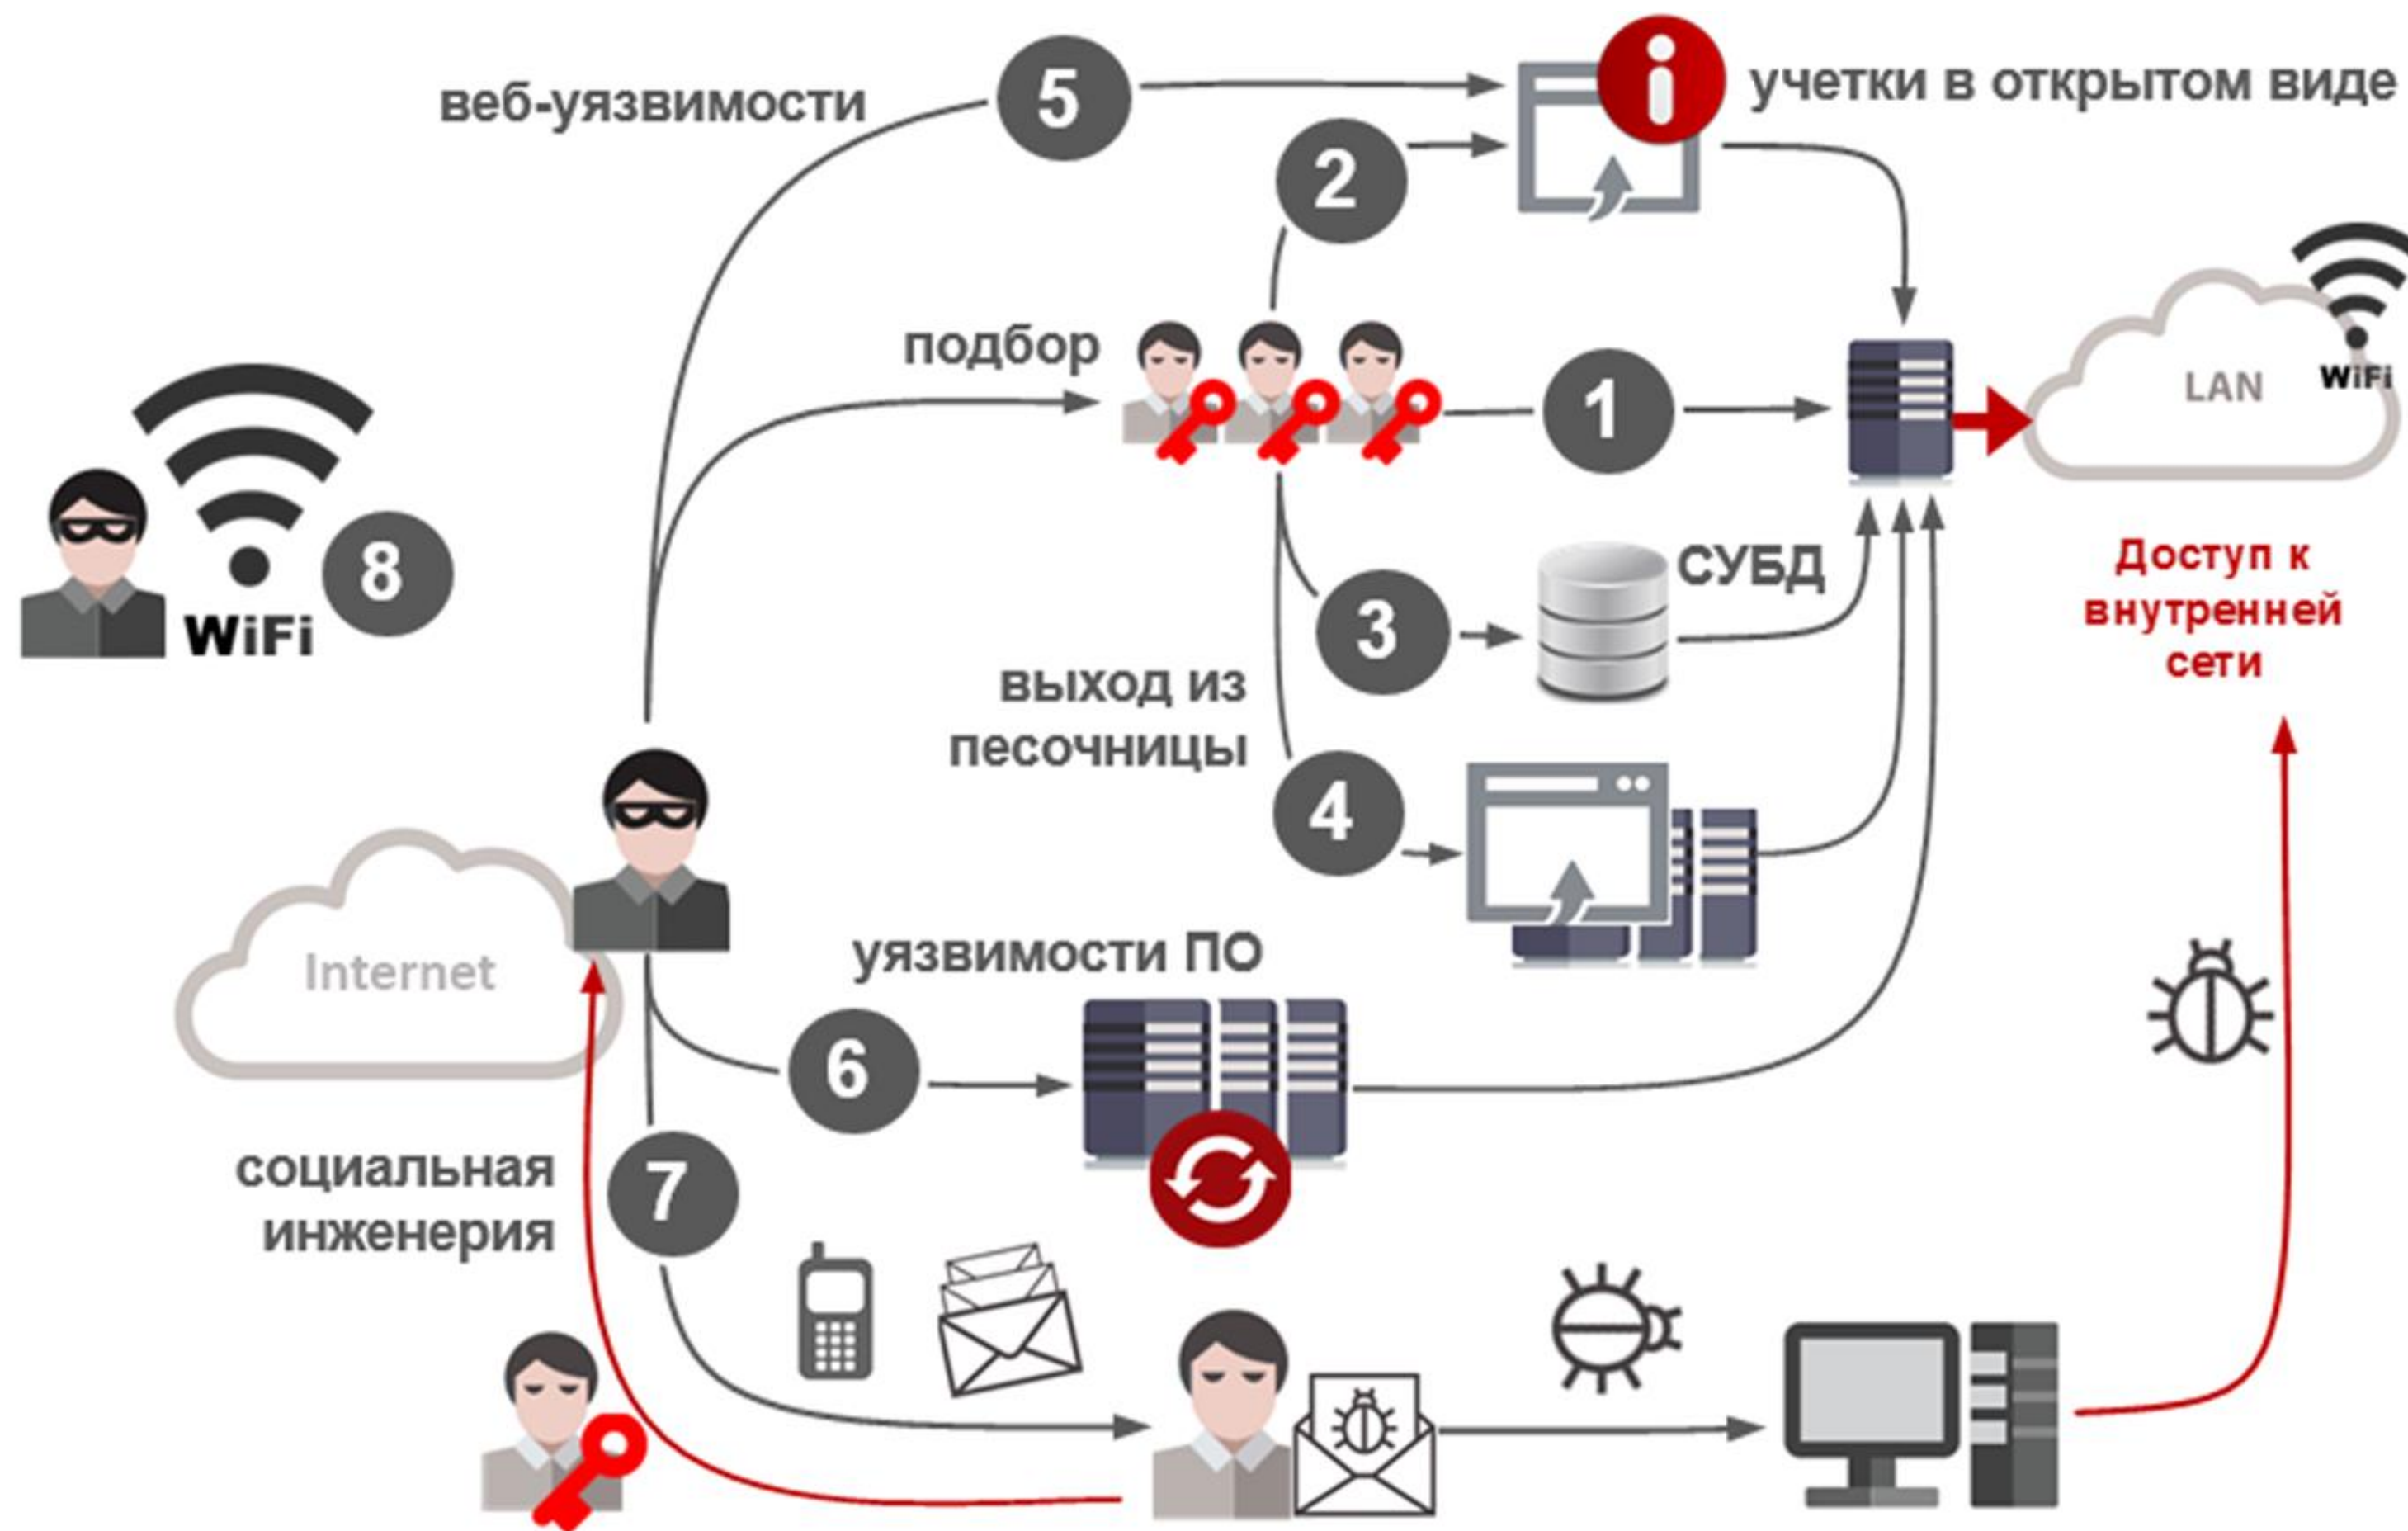 веб-уязвимости
5
учетки в открытом виде
2
подбор
1
LAN
WiFi
8
WiFi
3
СУБД
Доступ к
внутренней
сети
выход из
песочницы
4
Internet
уязвимости ПО
6
социальная
инженерия
7